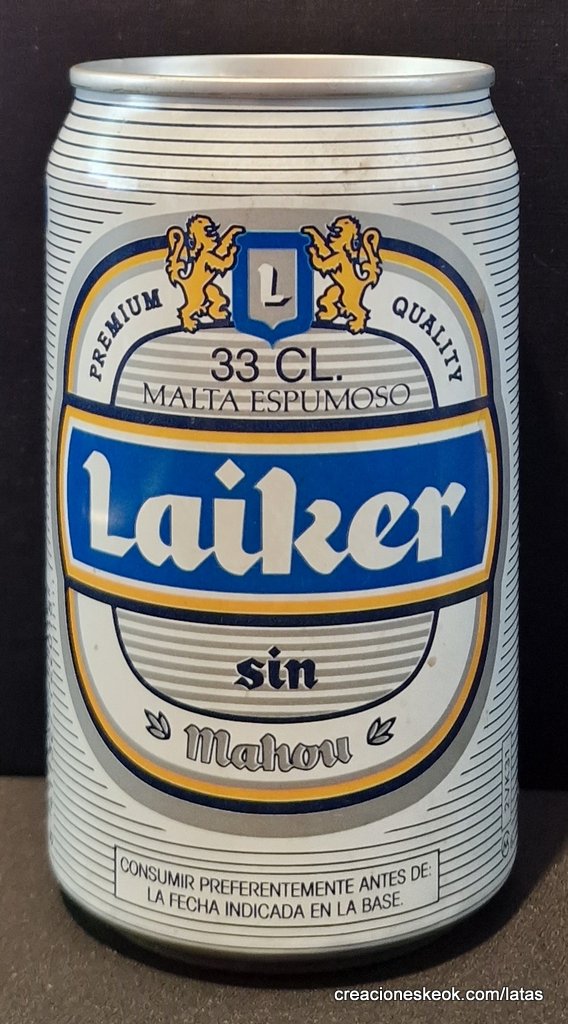 L
PREMIUM QUALITY
33 CL.
MALTA ESPUMOSO
Laiker
sin
Mahou
CONSUMIR PREFERENTEMENTE ANTES DE:
LA FECHA INDICADA EN LA BASE.
creacioneskeok.com/latas